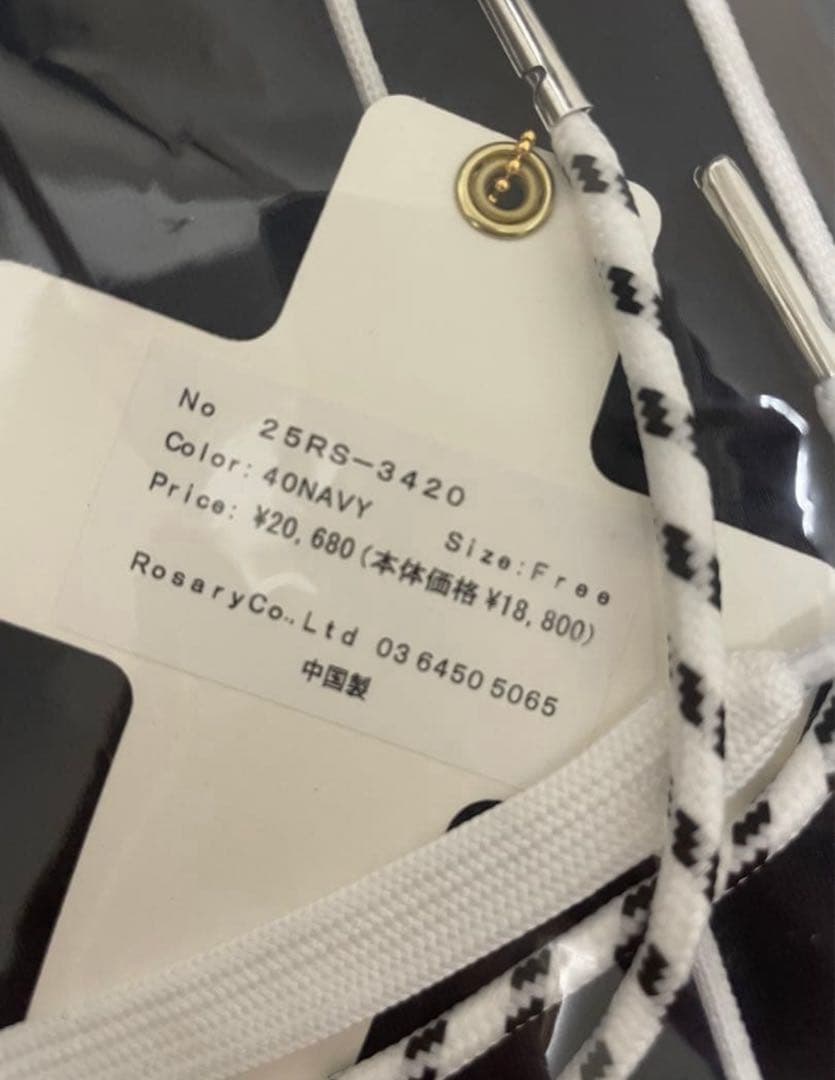 No 25RS-3420
Color: 40NAVY Size:Free
Price: ¥20,680(本体価格¥18,800)
RosaryCo.,Ltd 03 6450 5065
中国製